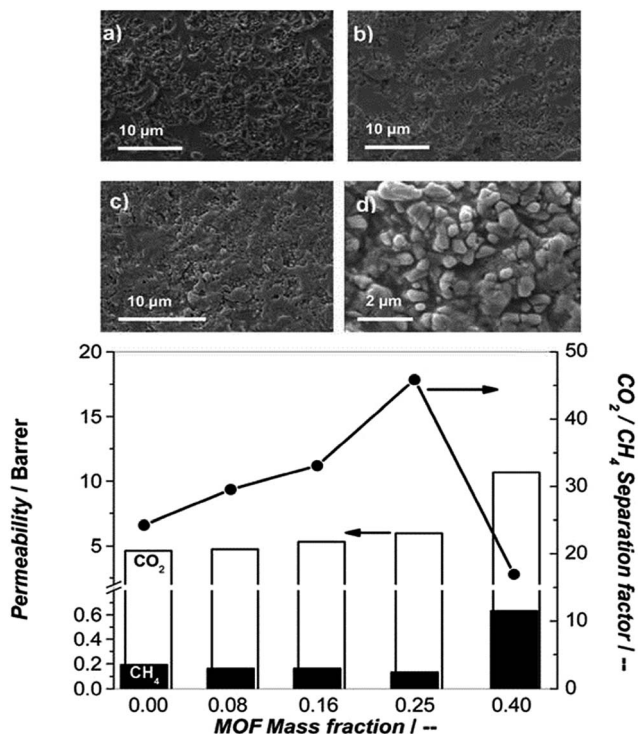 a)
10 µm
b)
10 µm
c)
10 µm
d)
2 µm
Permeability / Barrer
20
15
10
5
0.6
0.4
0.2
0.0
CO₂
CH₄
50
40
30
20
10
0
CO₂ / CH₄ Separation factor / --
0.00 0.08 0.16 0.25 0.40
MOF Mass fraction / --